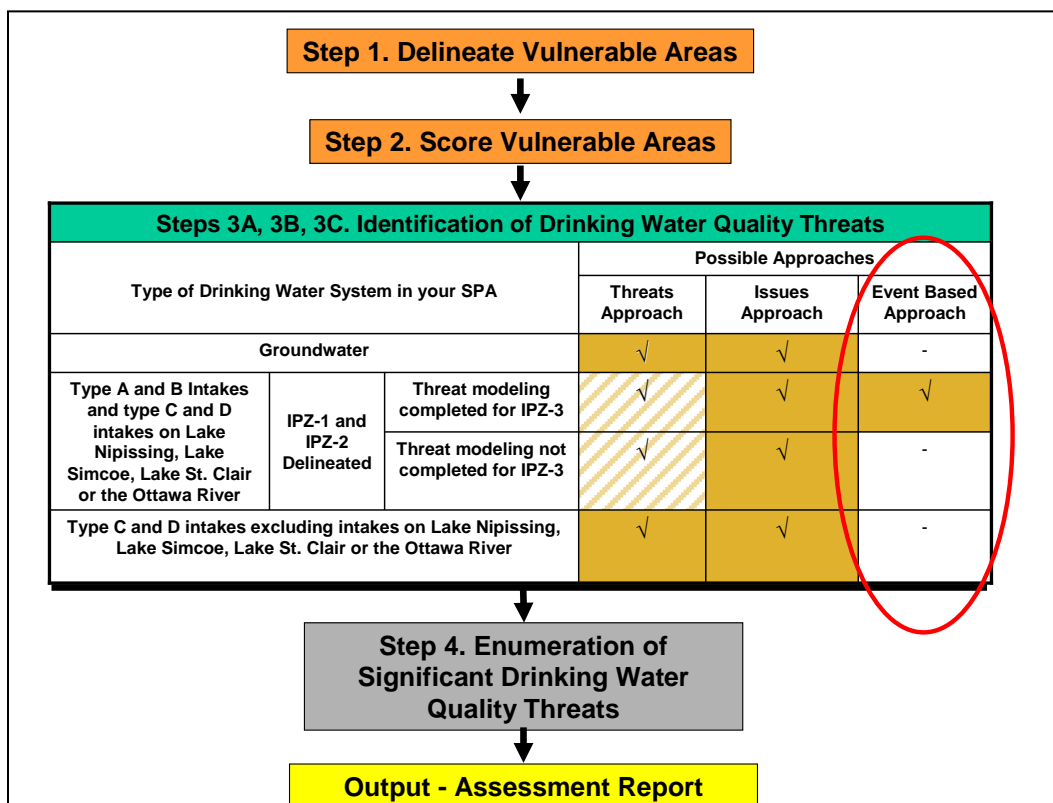 Step 1. Delineate Vulnerable Areas
Step 2. Score Vulnerable Areas
Steps 3A, 3B, 3C. Identification of Drinking Water Quality Threats
Type of Drinking Water System in your SPA
Possible Approaches
Threats
Approach
Issues
Approach
Event Based
Approach
Groundwater
√
√
-
Type A and B Intakes
and type C and D
intakes on Lake
Nipissing, Lake
Simcoe, Lake St. Clair
or the Ottawa River
IPZ-1 and
IPZ-2
Delineated
Threat modeling
completed for IPZ-3
√
√
√
Threat modeling not
completed for IPZ-3
√
√
-
Type C and D intakes excluding intakes on Lake Nipissing,
Lake Simcoe, Lake St. Clair or the Ottawa River
√
√
-
Step 4. Enumeration of
Significant Drinking Water
Quality Threats
Output - Assessment Report